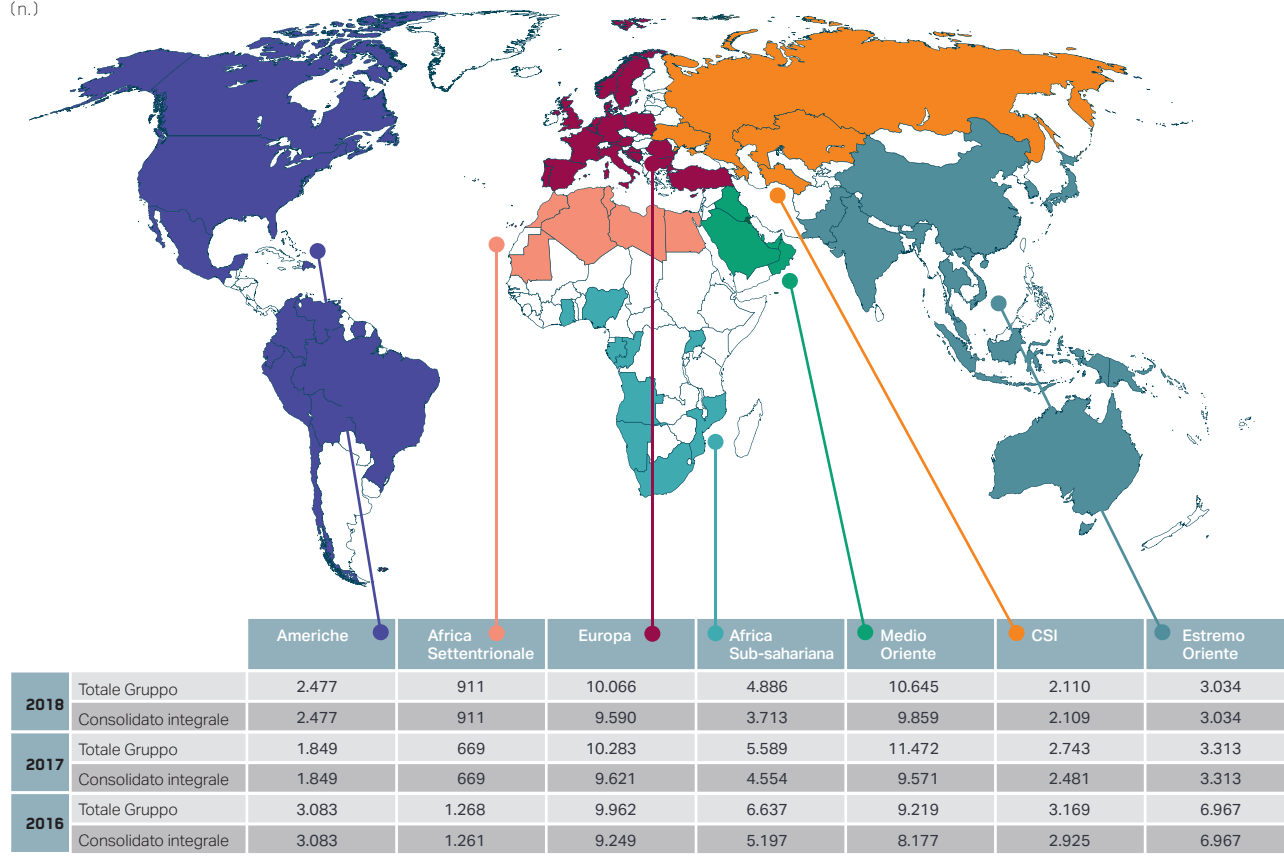 (n.)
Americhe
Africa
Settentrionale
Europa
Africa
Sub-sahariana
Medio
Oriente
CSI
Estremo
Oriente
2018
Totale Gruppo 2.477 911 10.066 4.886 10.645 2.110 3.034
Consolidato integrale 2.477 911 9.590 3.713 9.859 2.109 3.034
2017
Totale Gruppo 1.849 669 10.283 5.589 11.472 2.743 3.313
Consolidato integrale 1.849 669 9.621 4.554 9.571 2.481 3.313
2016
Totale Gruppo 3.083 1.268 9.962 6.637 9.219 3.169 6.967
Consolidato integrale 3.083 1.261 9.249 5.197 8.177 2.925 6.967